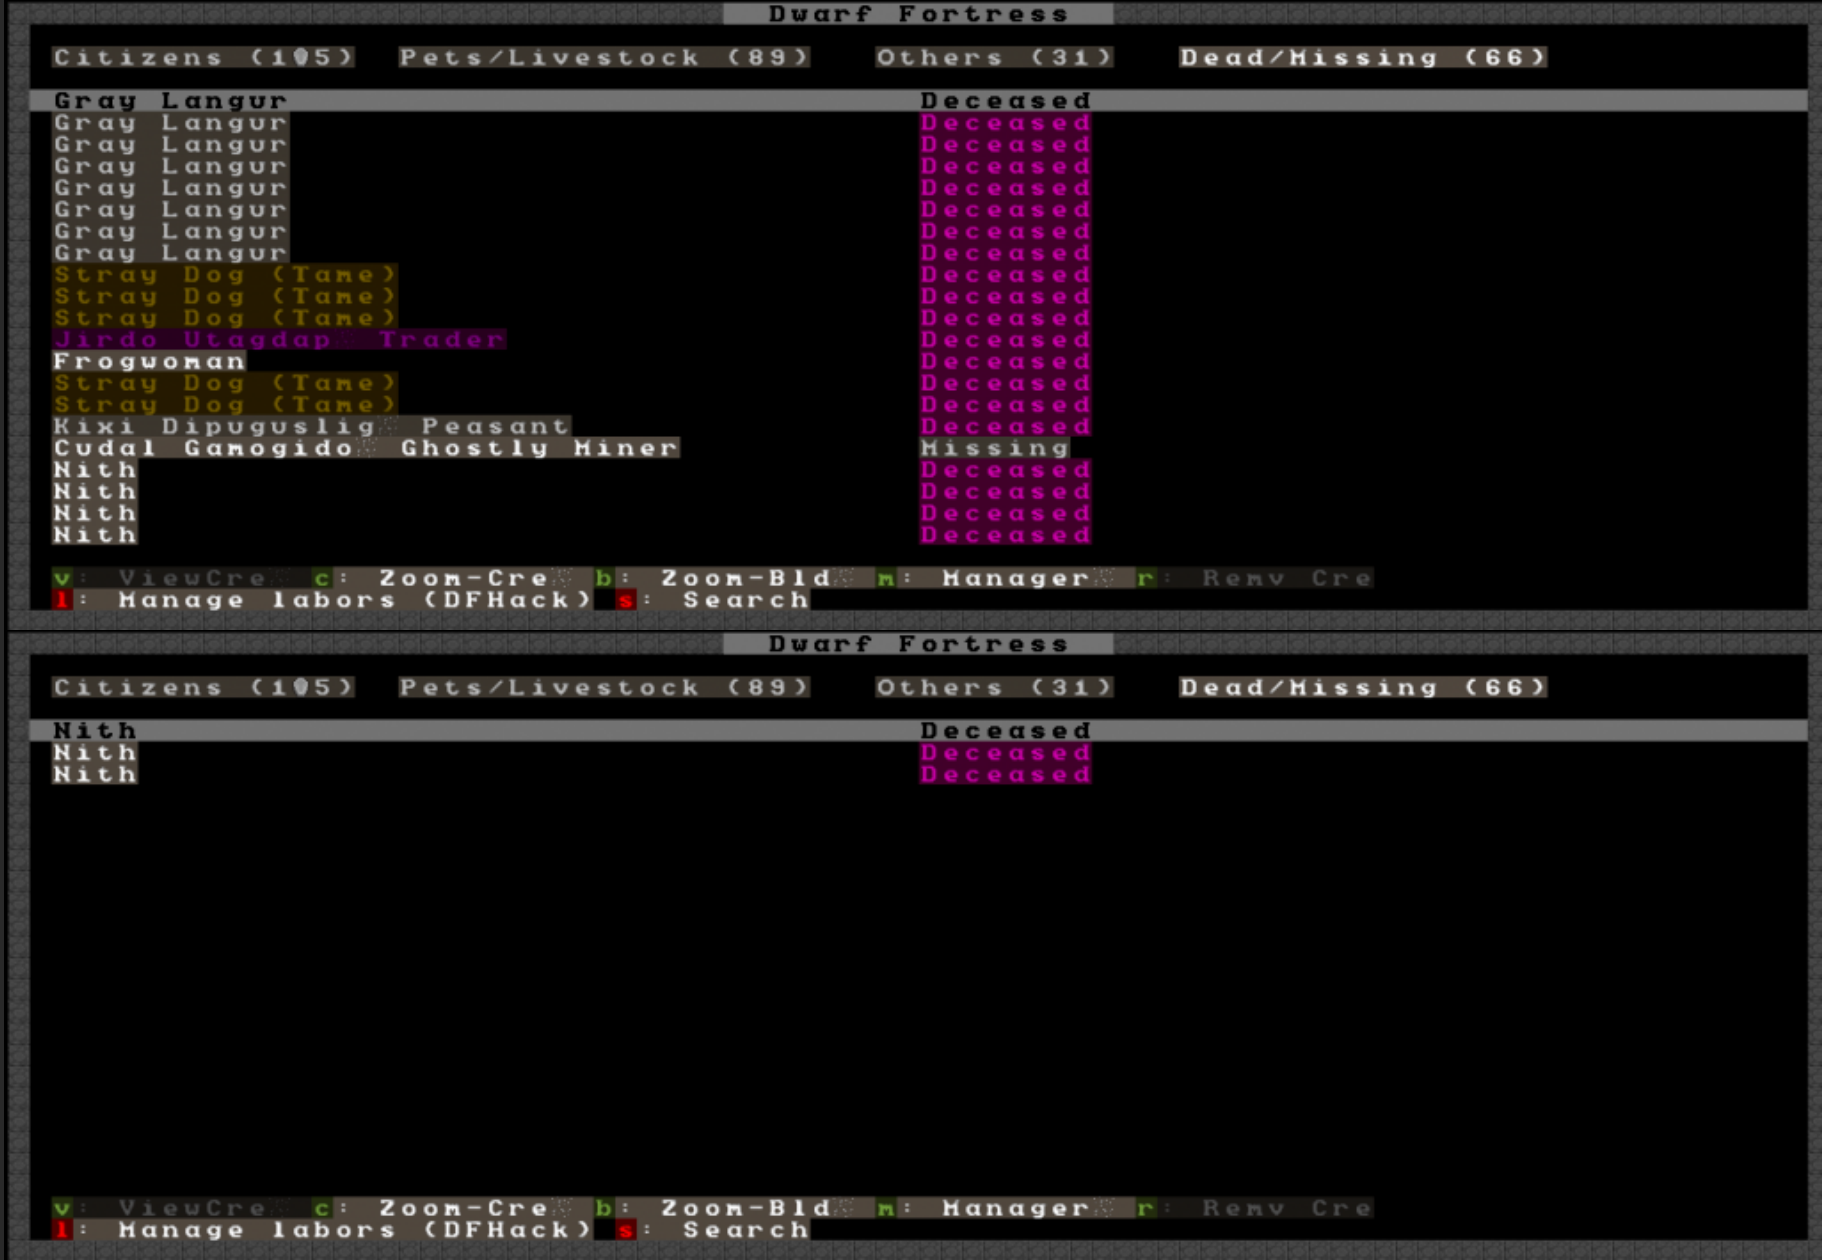 Dwarf Fortress
Citizens (105) Pets/Livestock (89) Others (31) Dead/Missing (66)
Gray Langur Deceased
Gray Langur Deceased
Gray Langur Deceased
Gray Langur Deceased
Gray Langur Deceased
Gray Langur Deceased
Gray Langur Deceased
Gray Langur Deceased
Stray Dog (Tame) Deceased
Stray Dog (Tame) Deceased
Stray Dog (Tame) Deceased
Jirdo Utagdap Trader Deceased
Frogwoman Deceased
Stray Dog (Tame) Deceased
Stray Dog (Tame) Deceased
Kixi Dipuguslig Peasant Deceased
Cudal Gamogido Ghostly Miner Missing
Nith Deceased
Nith Deceased
Nith Deceased
Nith Deceased
v: ViewCre c: Zoom-Cre b: Zoom-Bld m: Manager r: Remv Cre
l: Manage labors (DFHack) s: Search
Dwarf Fortress
Citizens (105) Pets/Livestock (89) Others (31) Dead/Missing (66)
Nith Deceased
Nith Deceased
Nith Deceased
v: ViewCre c: Zoom-Cre b: Zoom-Bld m: Manager r: Remv Cre
l: Manage labors (DFHack) s: Search